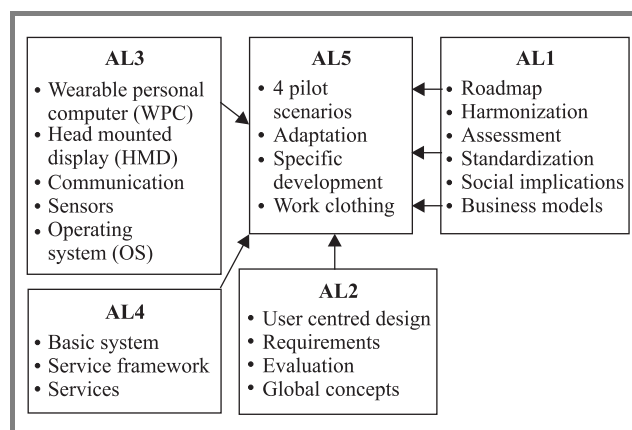 AL3
• Wearable personal
computer (WPC)
• Head mounted
display (HMD)
• Communication
• Sensors
• Operating
system (OS)
AL5
• 4 pilot
scenarios
• Adaptation
• Specific
development
• Work clothing
AL1
• Roadmap
• Harmonization
• Assessment
• Standardization
• Social implications
• Business models
AL4
• Basic system
• Service framework
• Services
AL2
• User centred design
• Requirements
• Evaluation
• Global concepts